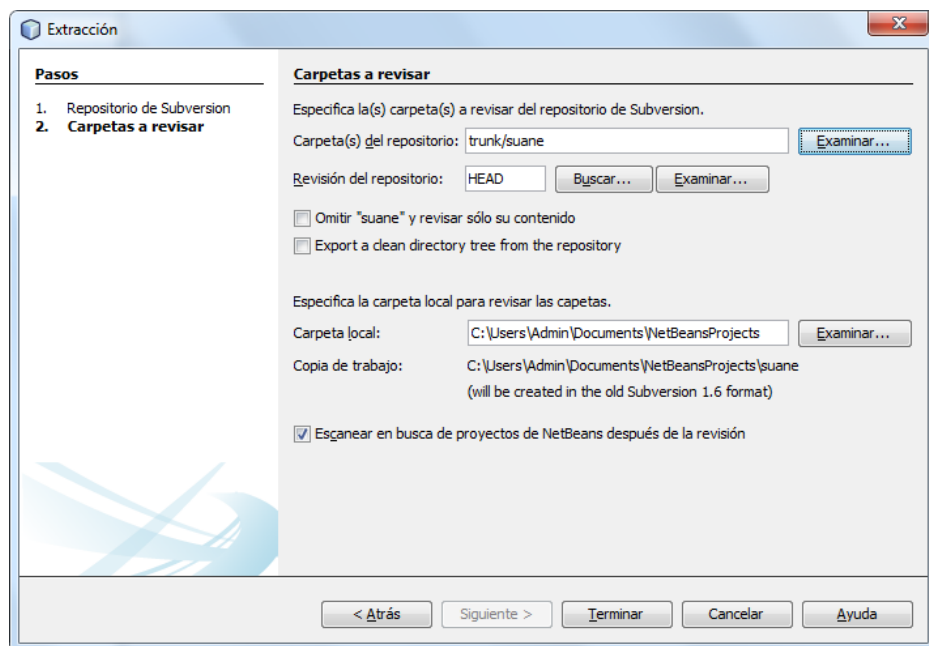 Extracción
Pasos
1. Repositorio de Subversion
2. Carpetas a revisar
Carpetas a revisar
Especifica la(s) carpeta(s) a revisar del repositorio de Subversion.
Carpeta(s) del repositorio: trunk/suane Examinar...
Revisión del repositorio: HEAD Buscar... Examinar...
Omitir "suane" y revisar sólo su contenido
Export a clean directory tree from the repository
Especifica la carpeta local para revisar las capetas.
Carpeta local: C:\Users\Admin\Documents\NetBeansProjects Examinar...
Copia de trabajo: C:\Users\Admin\Documents\NetBeansProjects\suane
(will be created in the old Subversion 1.6 format)
Escanear en busca de proyectos de NetBeans después de la revisión
< Atrás Siguiente > Terminar Cancelar Ayuda